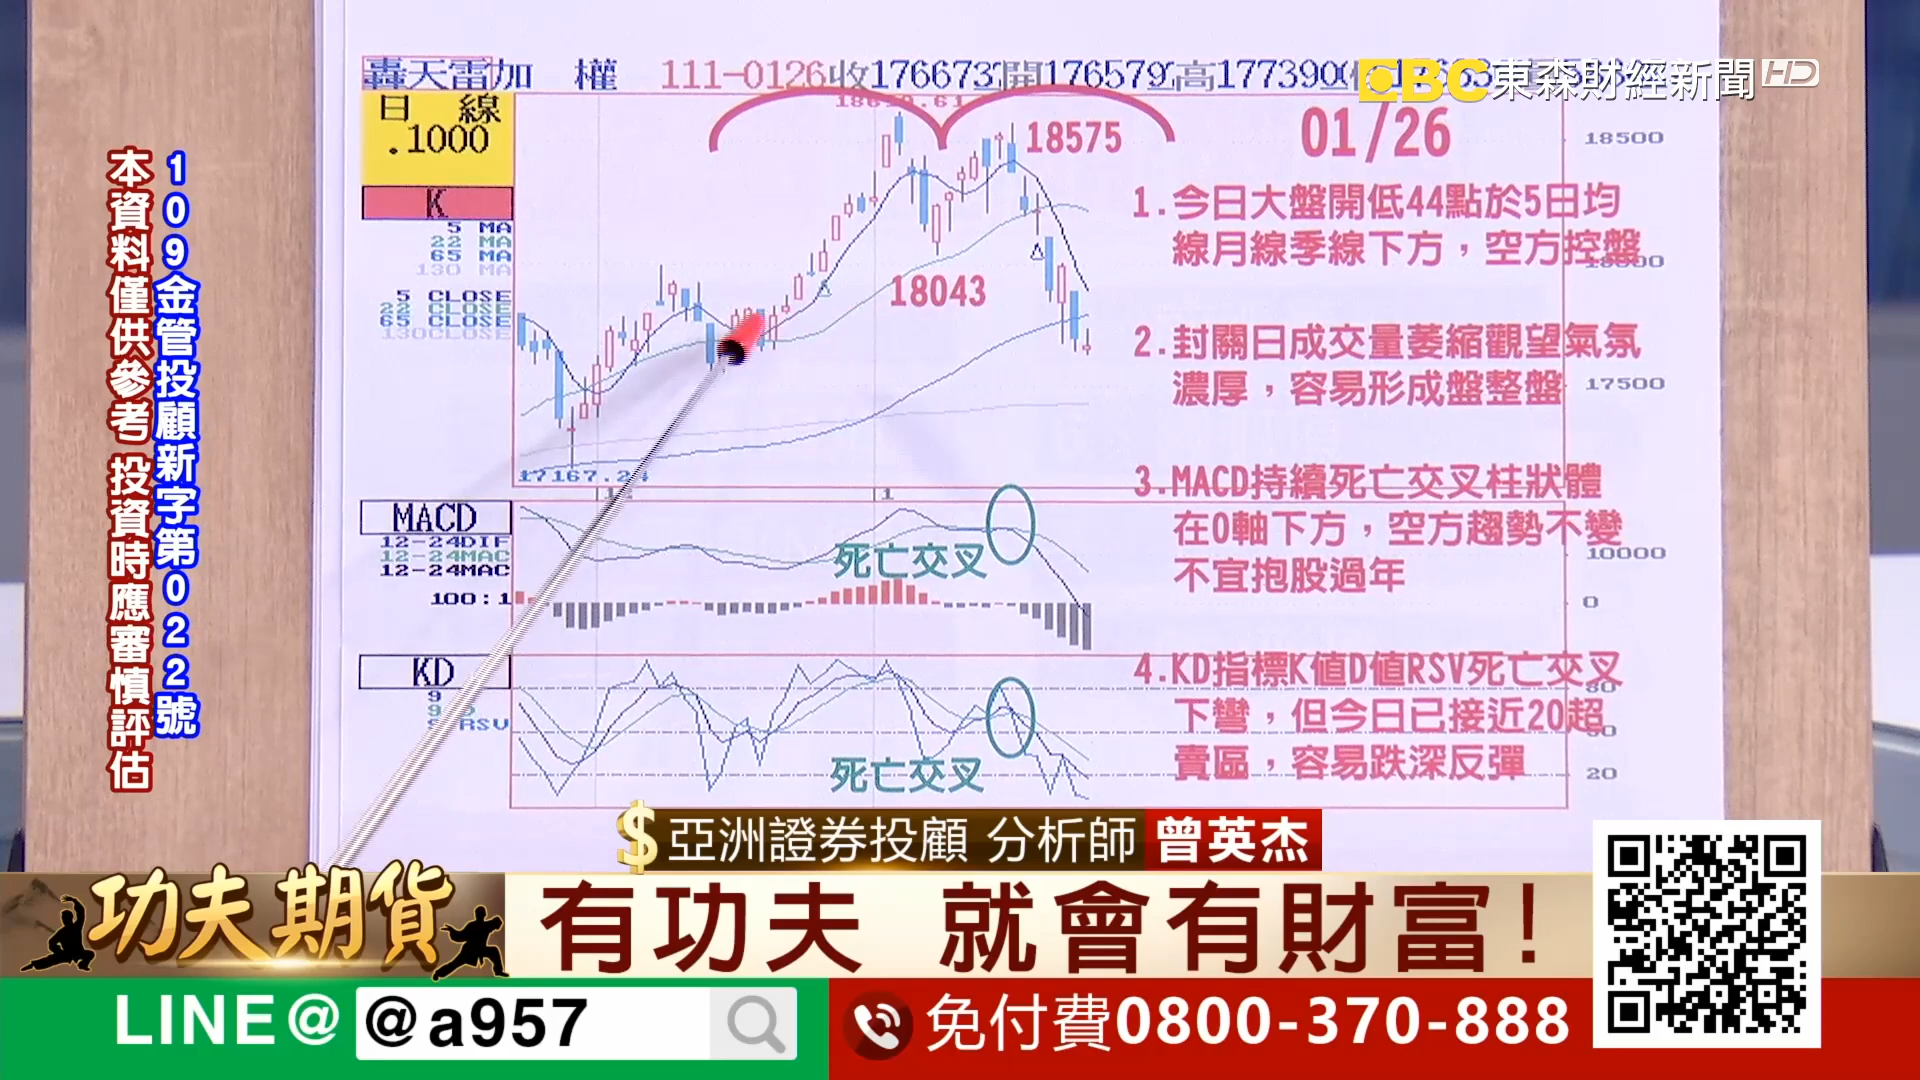 轟天雷加 權 111-0126收176673開176579高177390
EBC東森財經新聞HD
日 線
.1000
K
5 MA
22 MA
65 MA
130 MA
5 CLOSE
22 CLOSE
65 CLOSE
130CLOSE
18575
18043
17167.24
01/26
18500
17500
1.今日大盤開低44點於5日均
線月線季線下方，空方控盤
2.封關日成交量萎縮觀望氣氛
濃厚，容易形成盤整盤
3.MACD持續死亡交叉柱狀體
在0軸下方，空方趨勢不變
不宜抱股過年
4.KD指標K值D值RSV死亡交叉
下彎，但今日已接近20超
賣區，容易跌深反彈
12
1
MACD
12-24DIF
12-24MAC
12-24MAC
100:1
死亡交叉
10000
0
KD
9
9
RSV
死亡交叉
80
20
109金管投顧新字第022號
本資料僅供參考 投資時應審慎評估
$亞洲證券投顧 分析師 曾英杰
功夫期貨
有功夫 就會有財富!
LINE@ @a957
免付費0800-370-888